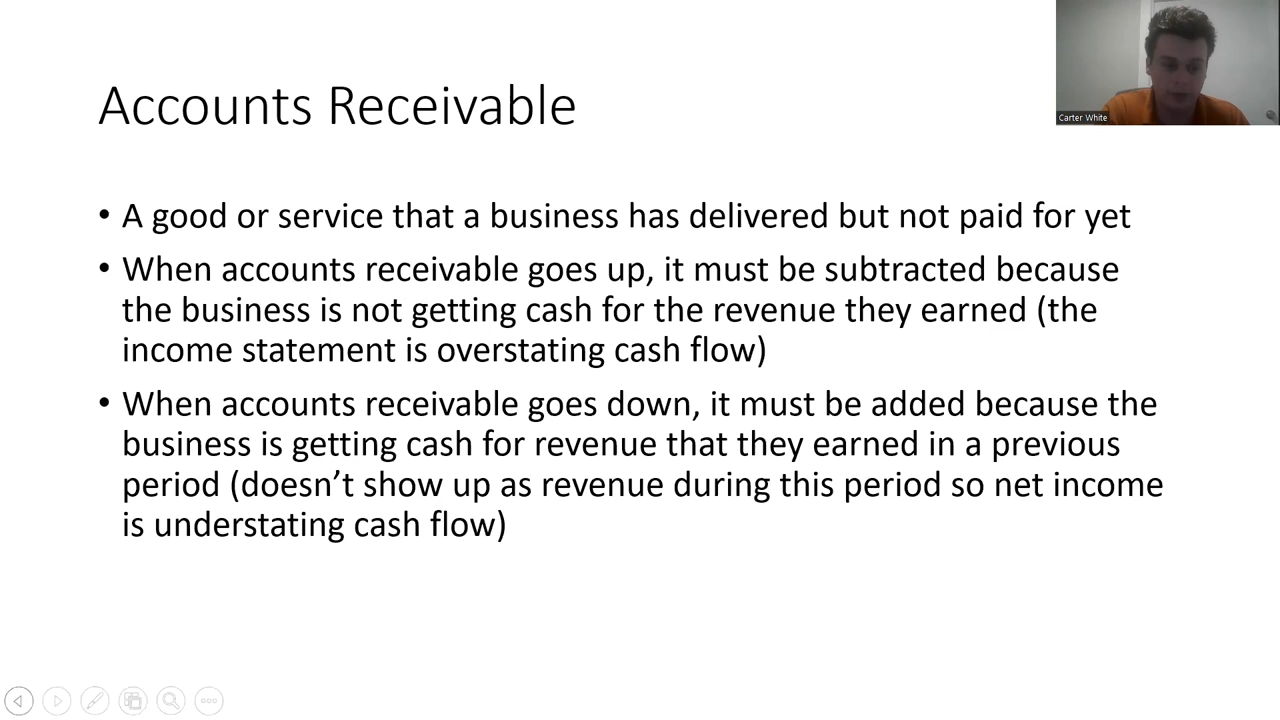 Carter White
Accounts Receivable
• A good or service that a business has delivered but not paid for yet
• When accounts receivable goes up, it must be subtracted because
the business is not getting cash for the revenue they earned (the
income statement is overstating cash flow)
• When accounts receivable goes down, it must be added because the
business is getting cash for revenue that they earned in a previous
period (doesn’t show up as revenue during this period so net income
is understating cash flow)